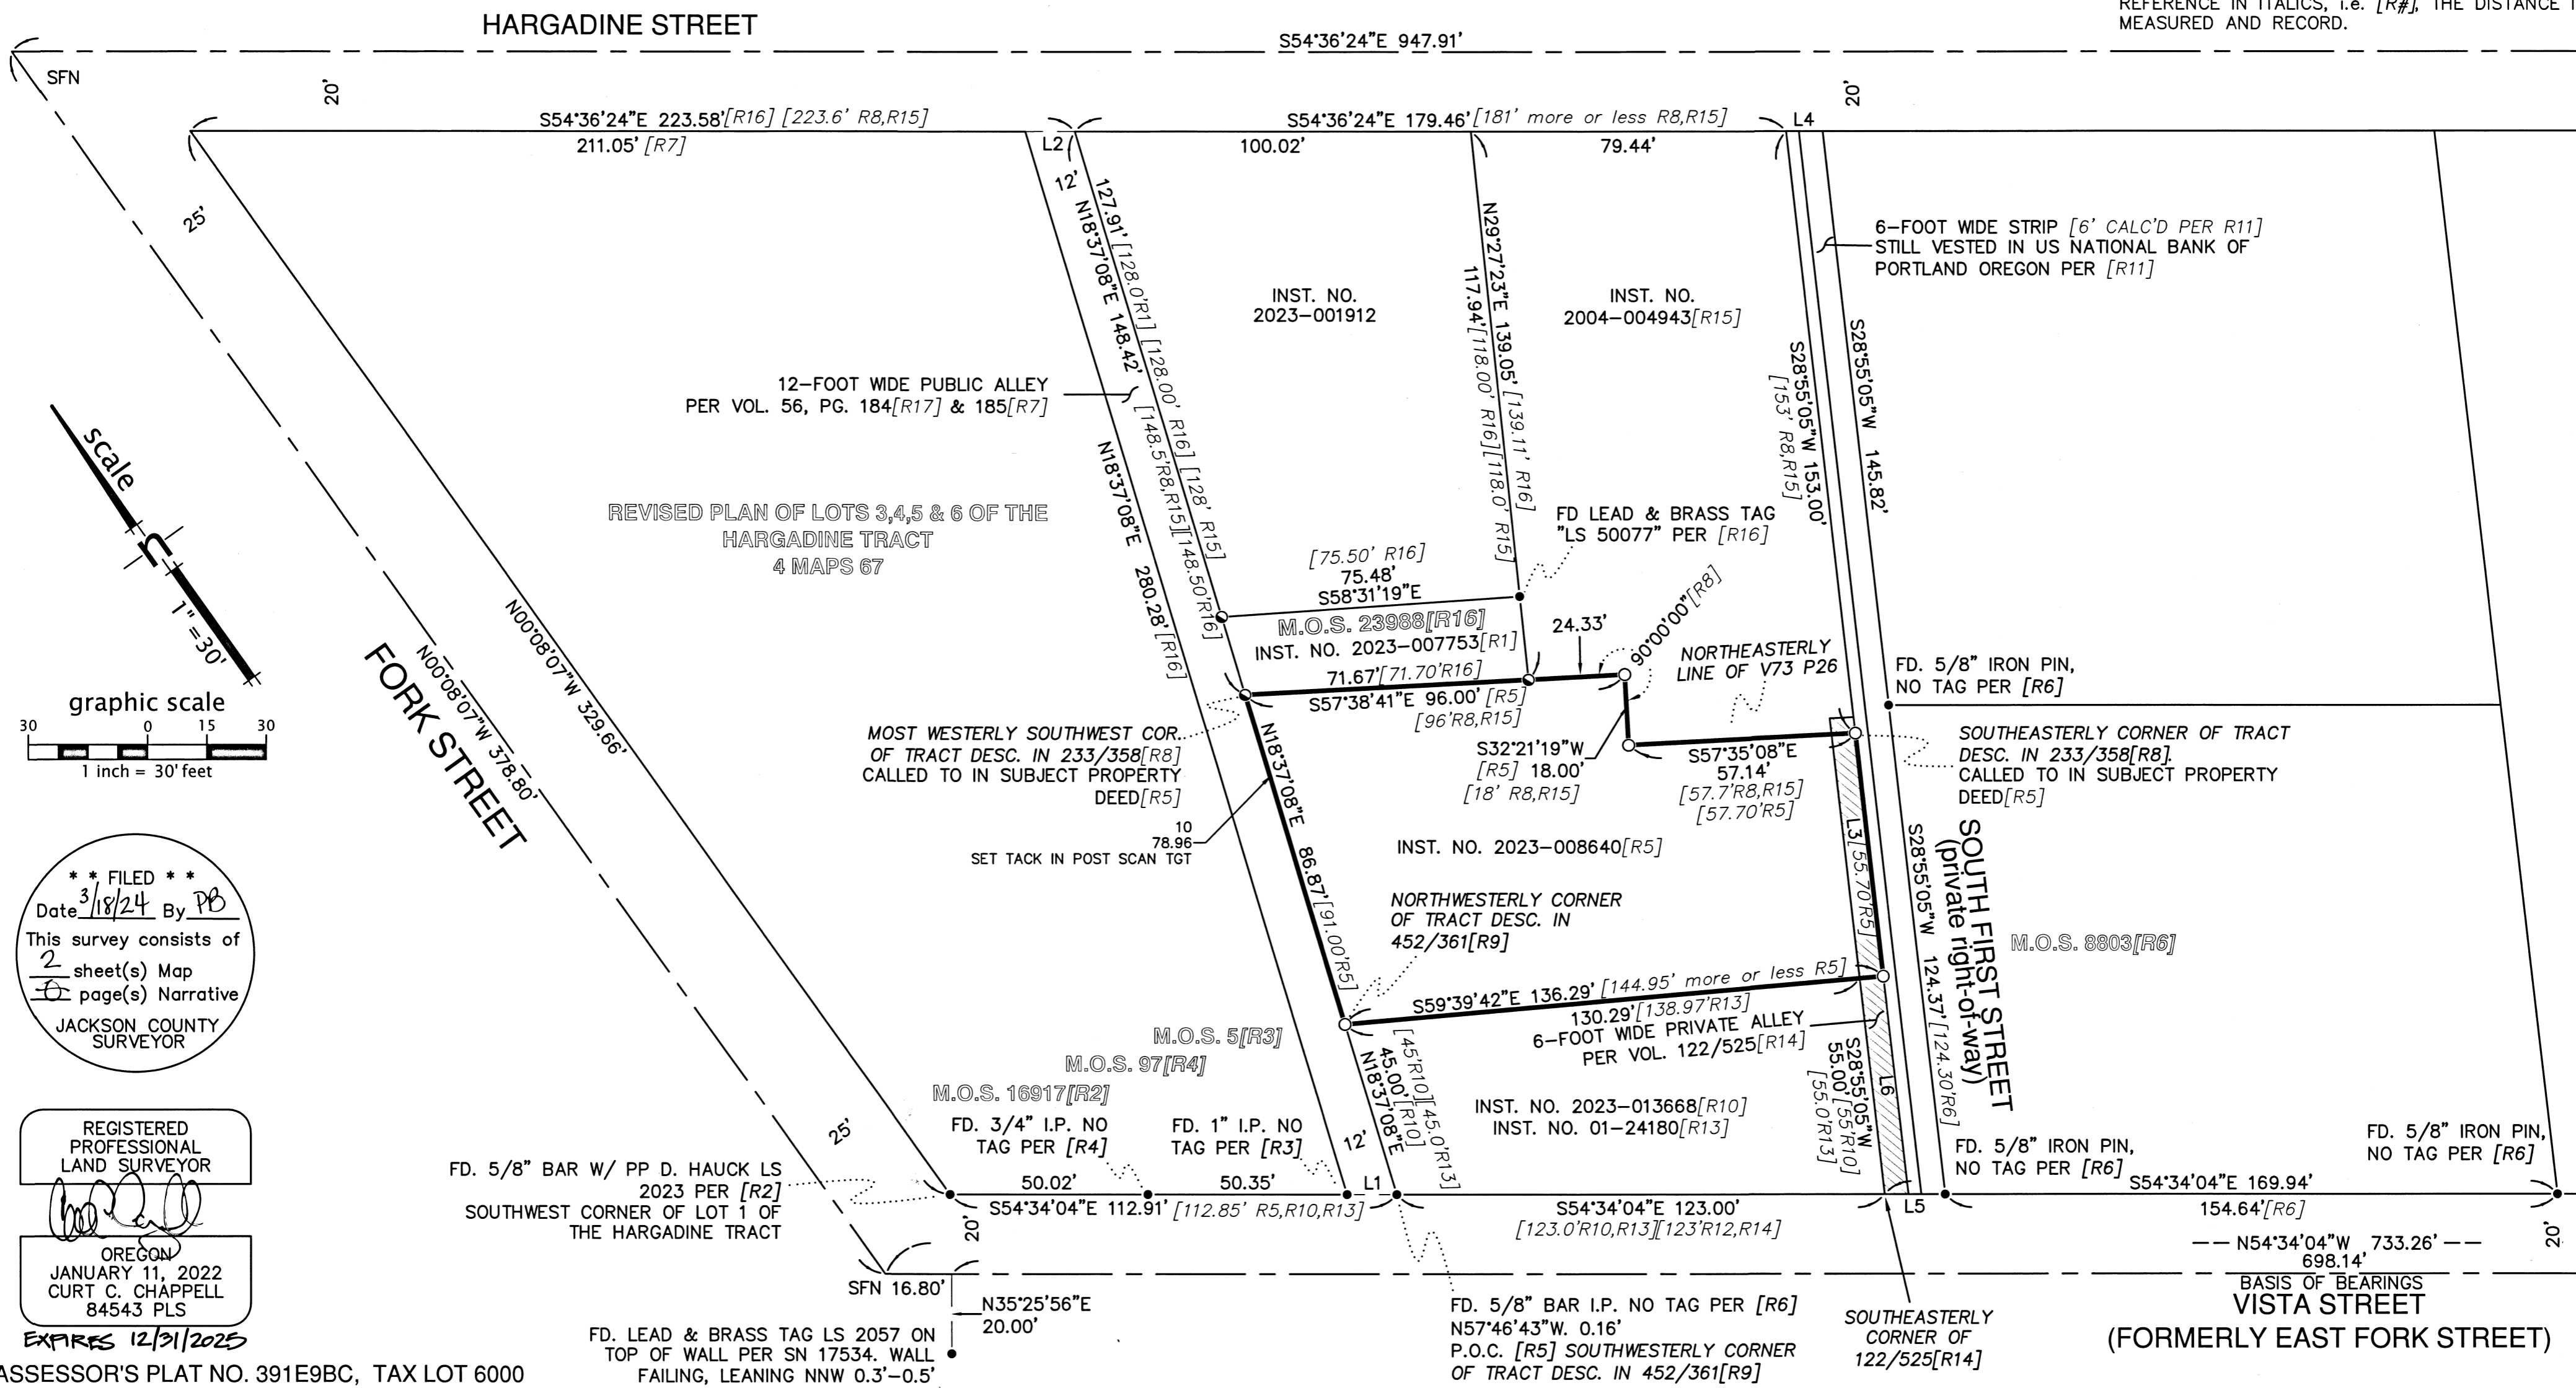 REFERENCE IN ITALICS, i.e. [R#], THE DISTANCE I
MEASURED AND RECORD.
HARGADINE STREET
S54°36'24"E 947.91'
SFN
20'
20'
S54°36'24"E 223.58'[R16] [223.6' R8,R15]
211.05' [R7]
L2
S54°36'24"E 179.46'[181' more or less R8,R15]
100.02'
79.44'
L4
25'
12'
127.91' [128.0'R1] [128.00' R16] [128' R15]
N18°37'08"E 148.42'
[148.5'R8,R15][148.50'R16]
N18°37'08"E 280.28' [R16]
N29°27'23"E 139.05' [139.11' R16]
117.94'[118.00' R16][118.0' R15]
S28°55'05"W 153.00'
[153' R8,R15]
S28°55'05"W 145.82'
6-FOOT WIDE STRIP [6' CALC'D PER R11]
STILL VESTED IN US NATIONAL BANK OF
PORTLAND OREGON PER [R11]
INST. NO.
2023-001912
INST. NO.
2004-004943[R15]
12-FOOT WIDE PUBLIC ALLEY
PER VOL. 56, PG. 184[R17] & 185[R7]
REVISED PLAN OF LOTS 3,4,5 & 6 OF THE
HARGADINE TRACT
4 MAPS 67
scale
n
1"=30'
graphic scale
30 0 15 30
1 inch = 30' feet
FD LEAD & BRASS TAG
"LS 50077" PER [R16]
[75.50' R16]
75.48'
S58°31'19"E
M.O.S. 23988[R16]
INST. NO. 2023-007753[R1]
71.67'[71.70'R16]
S57°38'41"E 96.00' [R5]
[96'R8,R15]
24.33'
90°00'00"[R8]
NORTHEASTERLY
LINE OF V73 P26
FD. 5/8" IRON PIN,
NO TAG PER [R6]
N00°08'07"W 329.66'
N00°08'07"W 378.80'
FORK STREET
MOST WESTERLY SOUTHWEST COR.
OF TRACT DESC. IN 233/358[R8]
CALLED TO IN SUBJECT PROPERTY
DEED[R5]
S32°21'19"W
[R5] 18.00'
[18' R8,R15]
S57°35'08"E
57.14'
[57.7'R8,R15]
[57.70'R5]
SOUTHEASTERLY CORNER OF TRACT
DESC. IN 233/358[R8].
CALLED TO IN SUBJECT PROPERTY
DEED[R5]
10
78.96
SET TACK IN POST SCAN TGT
N18°37'08"E 86.87'[91.00'R5]
INST. NO. 2023-008640[R5]
L3[55.70'R5]
S28°55'05"W 124.37'[124.30'R6]
SOUTH FIRST STREET
(private right-of-way)
M.O.S. 8803[R6]
NORTHWESTERLY CORNER
OF TRACT DESC. IN
452/361[R9]
S59°39'42"E 136.29' [144.95' more or less R5]
130.29'[138.97'R13]
6-FOOT WIDE PRIVATE ALLEY
PER VOL. 122/525[R14]
* * FILED * *
Date 3/18/24 By PB
This survey consists of
2 sheet(s) Map
0 page(s) Narrative
JACKSON COUNTY
SURVEYOR
M.O.S. 5[R3]
M.O.S. 97[R4]
M.O.S. 16917[R2]
FD. 3/4" I.P. NO
TAG PER [R4]
FD. 1" I.P. NO
TAG PER [R3]
12'
[45'R10][45.0'R13]
45.00'[R10]
N18°37'08"E
INST. NO. 2023-013668[R10]
INST. NO. 01-24180[R13]
S28°55'05"W
55.00'[55'R10]
[55.0'R13]
L6
FD. 5/8" IRON PIN,
NO TAG PER [R6]
FD. 5/8" IRON PIN,
NO TAG PER [R6]
REGISTERED
PROFESSIONAL
LAND SURVEYOR
OREGON
JANUARY 11, 2022
CURT C. CHAPPELL
84543 PLS
EXPIRES 12/31/2025
25'
FD. 5/8" BAR W/ PP D. HAUCK LS
2023 PER [R2]
SOUTHWEST CORNER OF LOT 1 OF
THE HARGADINE TRACT
50.02'
50.35'
L1
S54°34'04"E 112.91' [112.85' R5,R10,R13]
20'
S54°34'04"E 123.00'
[123.0'R10,R13][123'R12,R14]
L5
S54°34'04"E 169.94'
154.64'[R6]
20'
N54°34'04"W 733.26'
698.14'
BASIS OF BEARINGS
VISTA STREET
(FORMERLY EAST FORK STREET)
SFN 16.80'
N35°25'56"E
20.00'
FD. LEAD & BRASS TAG LS 2057 ON
TOP OF WALL PER SN 17534. WALL
FAILING, LEANING NNW 0.3'-0.5'
FD. 5/8" BAR I.P. NO TAG PER [R6]
N57°46'43"W. 0.16'
P.O.C. [R5] SOUTHWESTERLY CORNER
OF TRACT DESC. IN 452/361[R9]
SOUTHEASTERLY
CORNER OF
122/525[R14]
ASSESSOR'S PLAT NO. 391E9BC, TAX LOT 6000